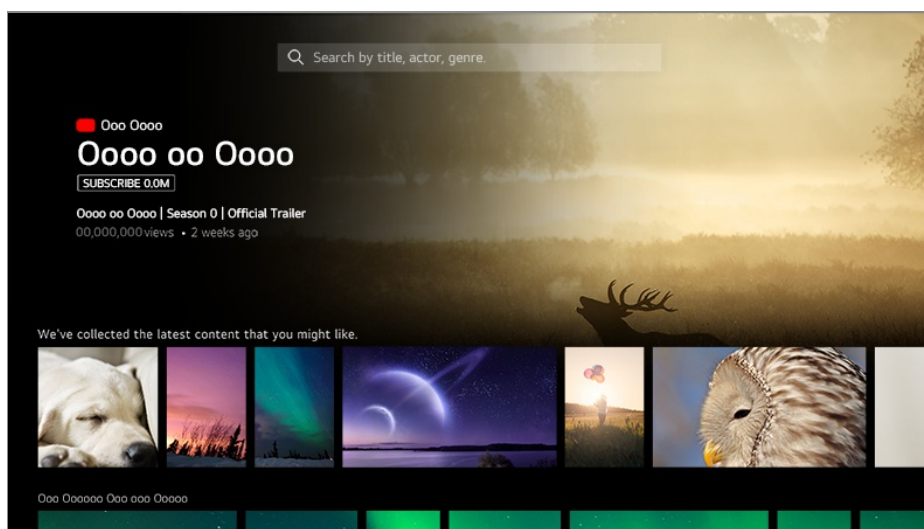 Search by title, actor, genre.
Ooo Oooo
Oooo oo Oooo
SUBSCRIBE 0.0M
Oooo oo Oooo | Season 0 | Official Trailer
00,000,000 views • 2 weeks ago
We've collected the latest content that you might like.
Ooo Oooooo Ooo ooo Ooooo